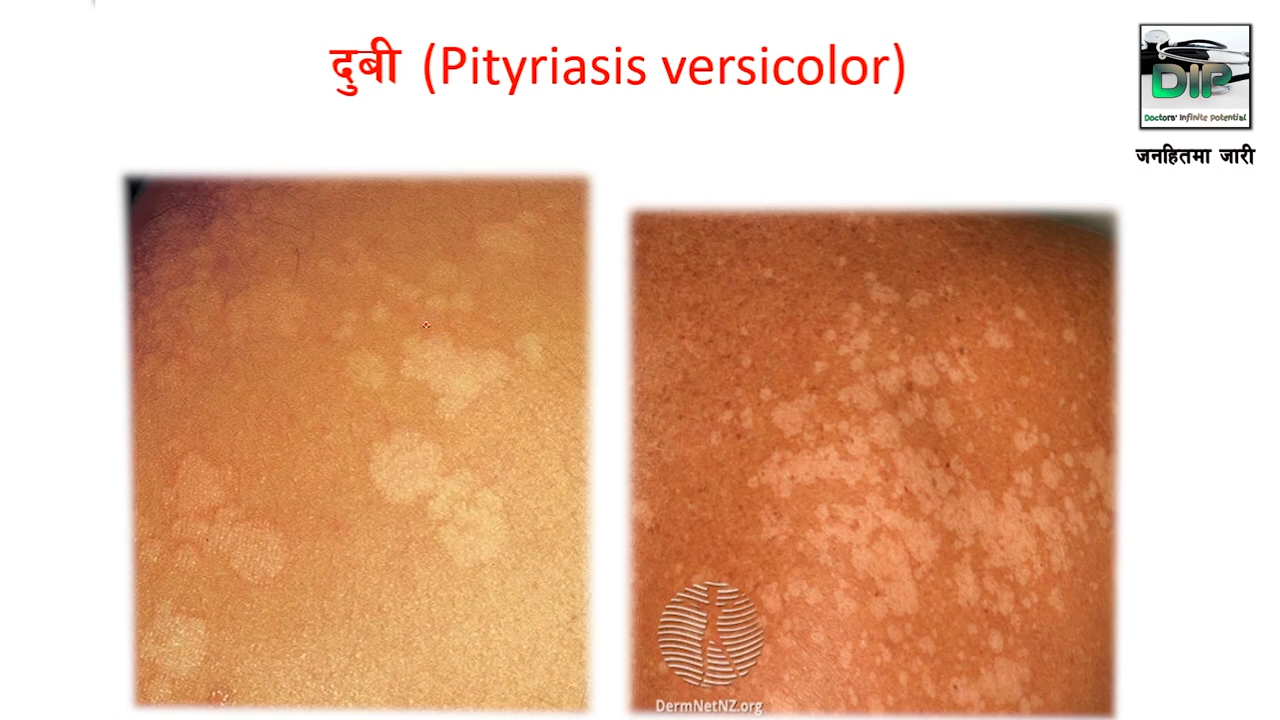 दुबी (Pityriasis versicolor)
DIP
Doctors' Infinite Potential
जनहितमा जारी
DermNetNZ.org